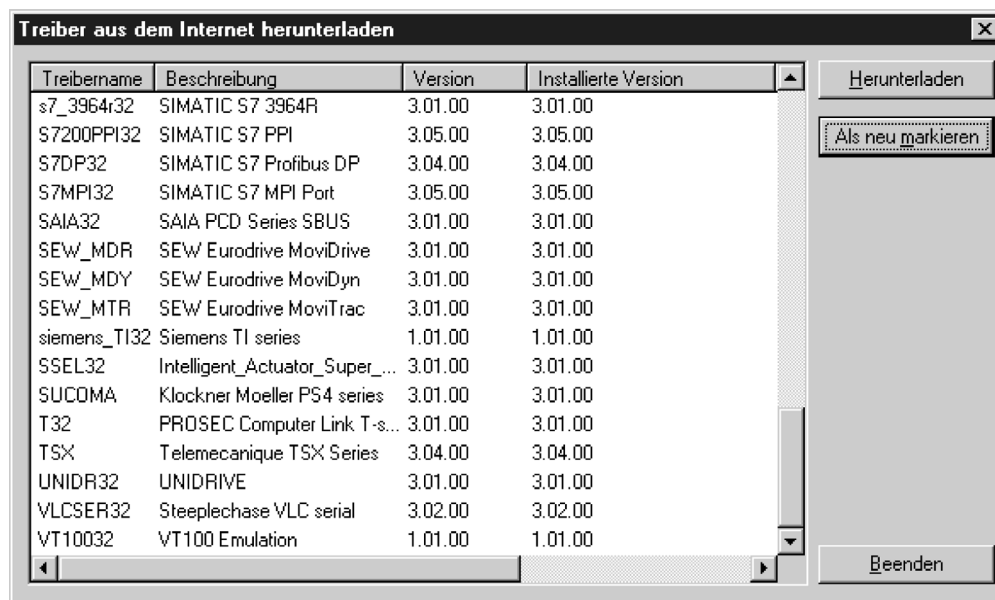 Treiber aus dem Internet herunterladen
Treibername Beschreibung Version Installierte Version
s7_3964r32 SIMATIC S7 3964R 3.01.00 3.01.00
S7200PPI32 SIMATIC S7 PPI 3.05.00 3.05.00
S7DP32 SIMATIC S7 Profibus DP 3.04.00 3.04.00
S7MPI32 SIMATIC S7 MPI Port 3.05.00 3.05.00
SAIA32 SAIA PCD Series SBUS 3.01.00 3.01.00
SEW_MDR SEW Eurodrive MoviDrive 3.01.00 3.01.00
SEW_MDY SEW Eurodrive MoviDyn 3.01.00 3.01.00
SEW_MTR SEW Eurodrive MoviTrac 3.01.00 3.01.00
siemens_TI32 Siemens TI series 1.01.00 1.01.00
SSEL32 Intelligent_Actuator_Super_... 3.01.00 3.01.00
SUCOMA Klockner Moeller PS4 series 3.01.00 3.01.00
T32 PROSEC Computer Link T-s... 3.01.00 3.01.00
TSX Telemecanique TSX Series 3.04.00 3.04.00
UNIDR32 UNIDRIVE 3.01.00 3.01.00
VLCSER32 Steeplechase VLC serial 3.02.00 3.02.00
VT10032 VT100 Emulation 1.01.00 1.01.00
Herunterladen
Als neu markieren
Beenden